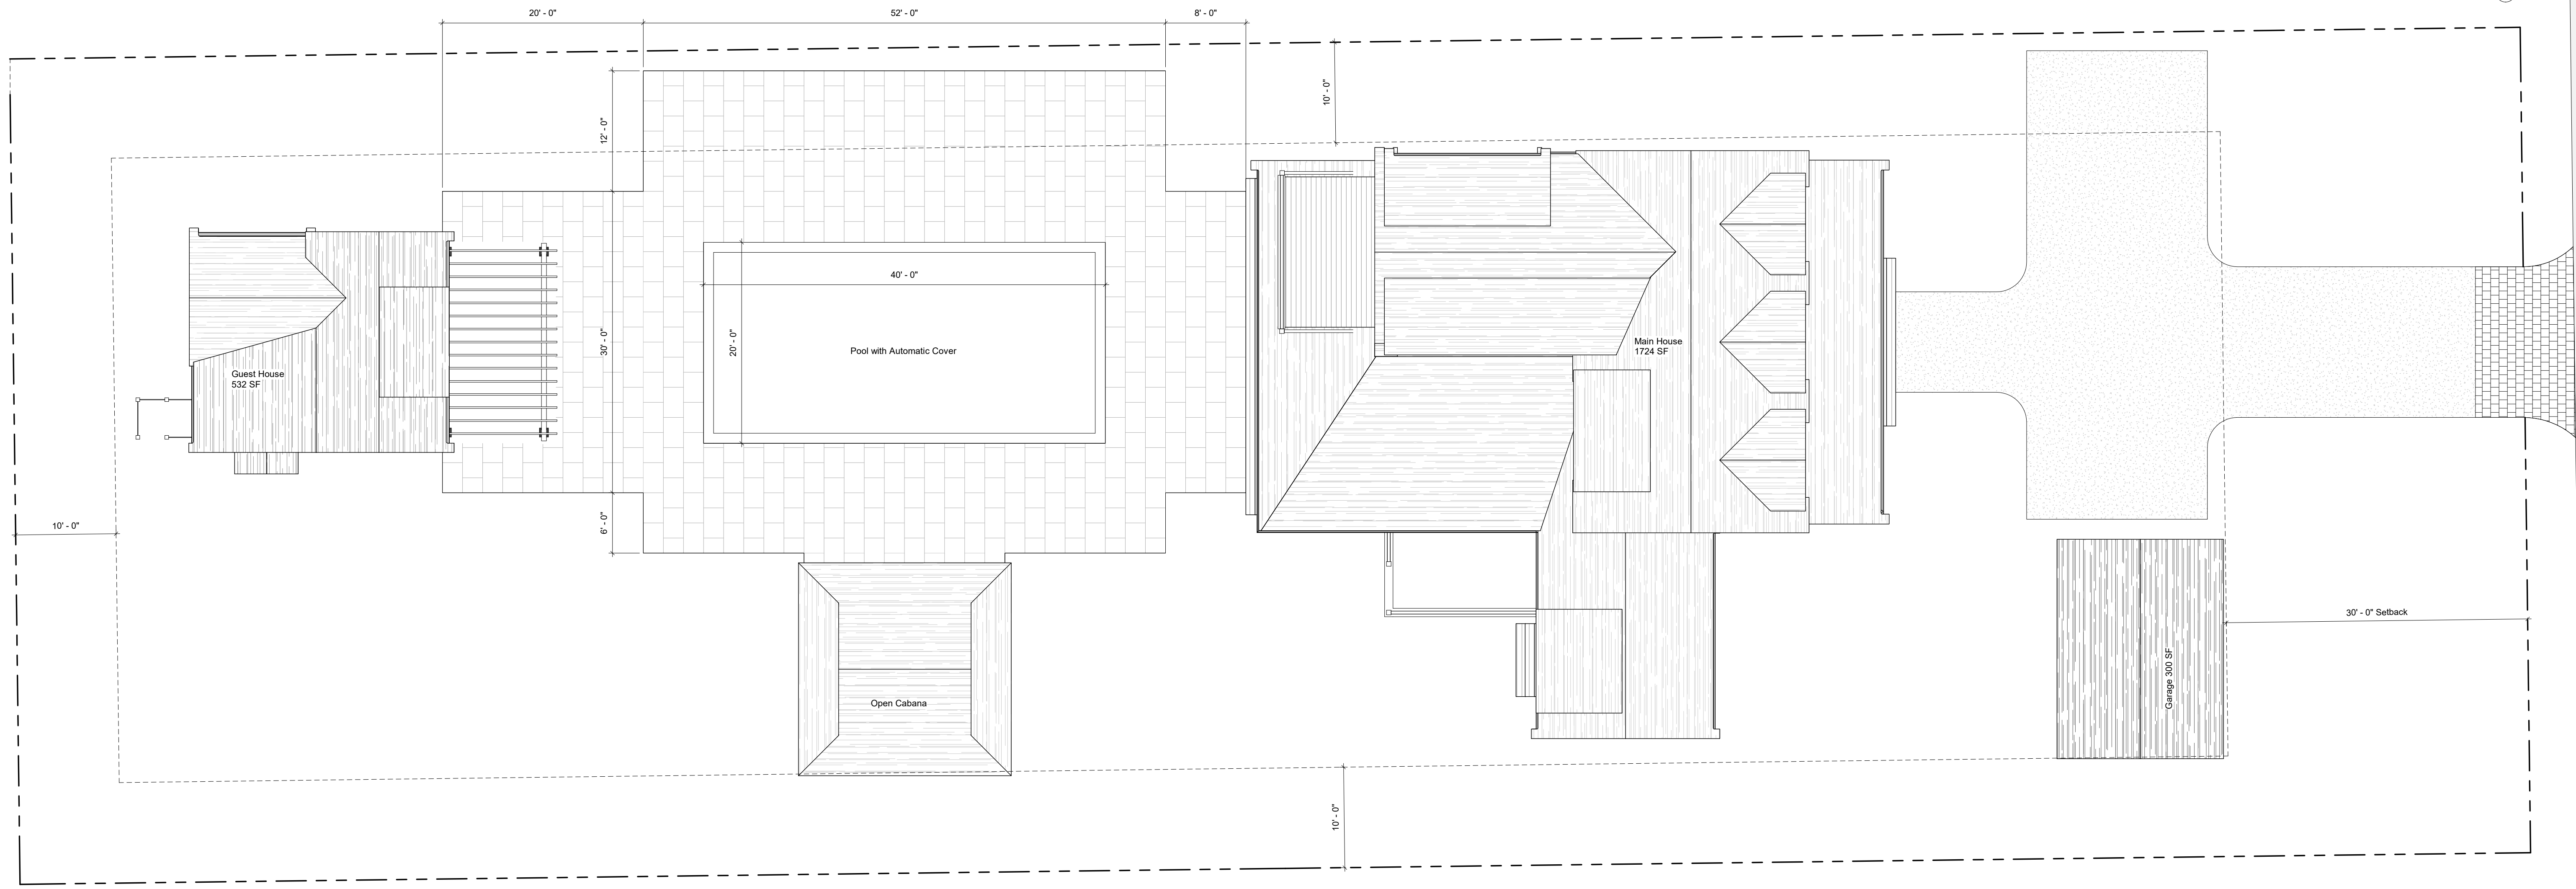 20' - 0"
52' - 0"
8' - 0"
10' - 0"
12' - 0"
40' - 0"
30' - 0"
20' - 0"
Pool with Automatic Cover
Main House
1724 SF
Guest House
532 SF
10' - 0"
6' - 0"
30' - 0" Setback
Garage 300 SF
Open Cabana
10' - 0"